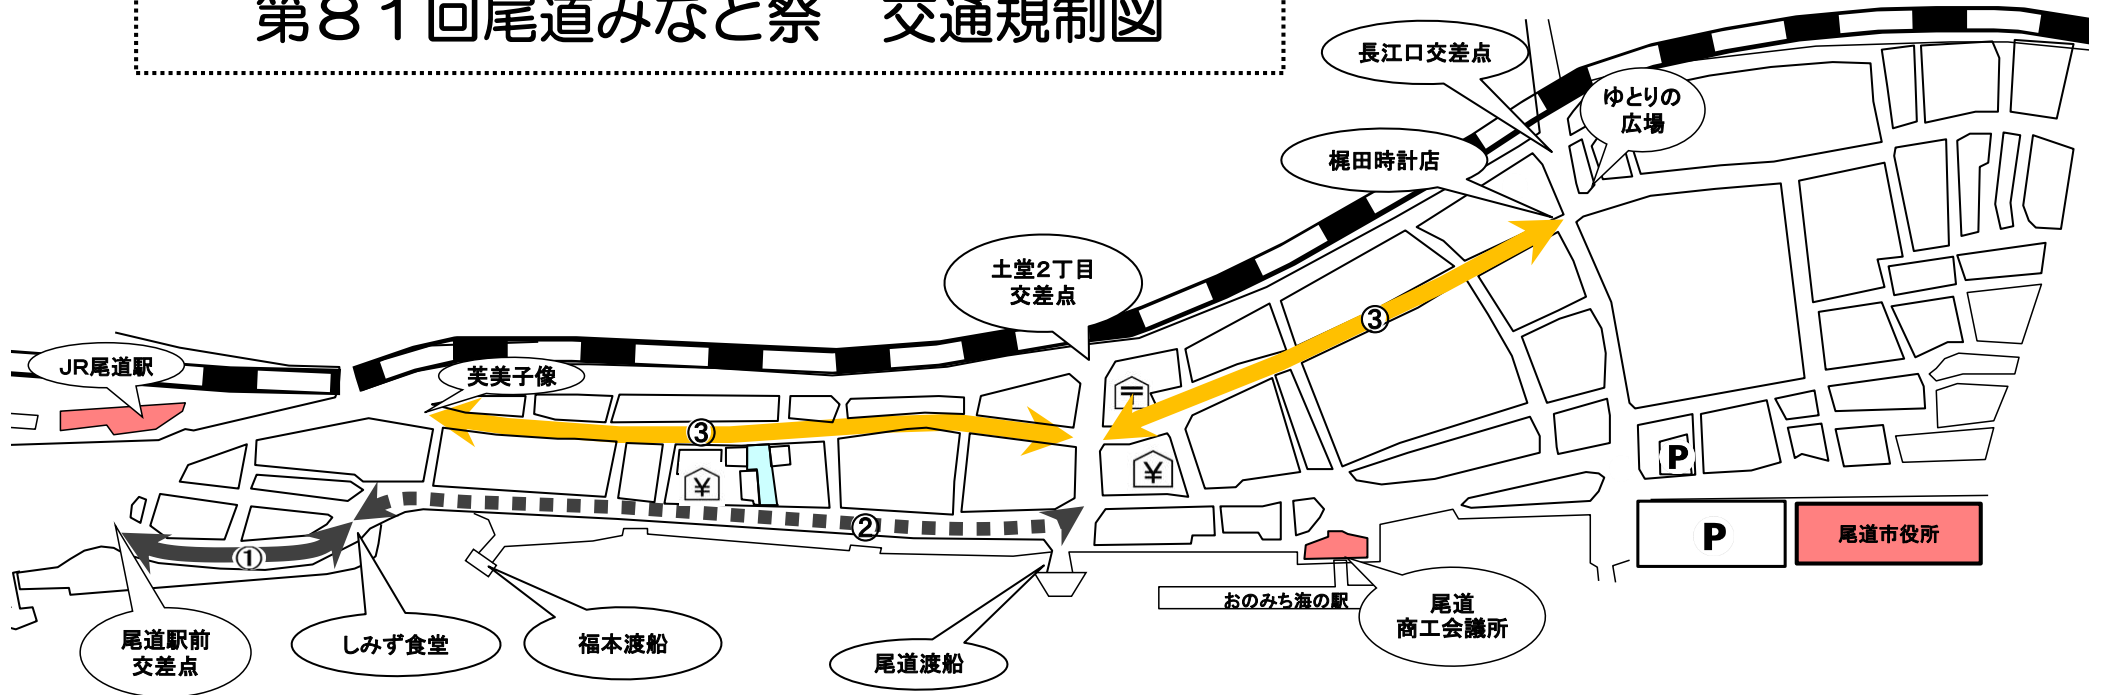 第８１回尾道みなと祭　交通規制図
長江口交差点
ゆとりの
広場
梶田時計店
土堂2丁目
交差点
JR尾道駅
芙美子像
③
③
〒
¥
¥
②
①
P
P
尾道市役所
おのみち海の駅
尾道
商工会議所
尾道駅前
交差点
しみず食堂
福本渡船
尾道渡船